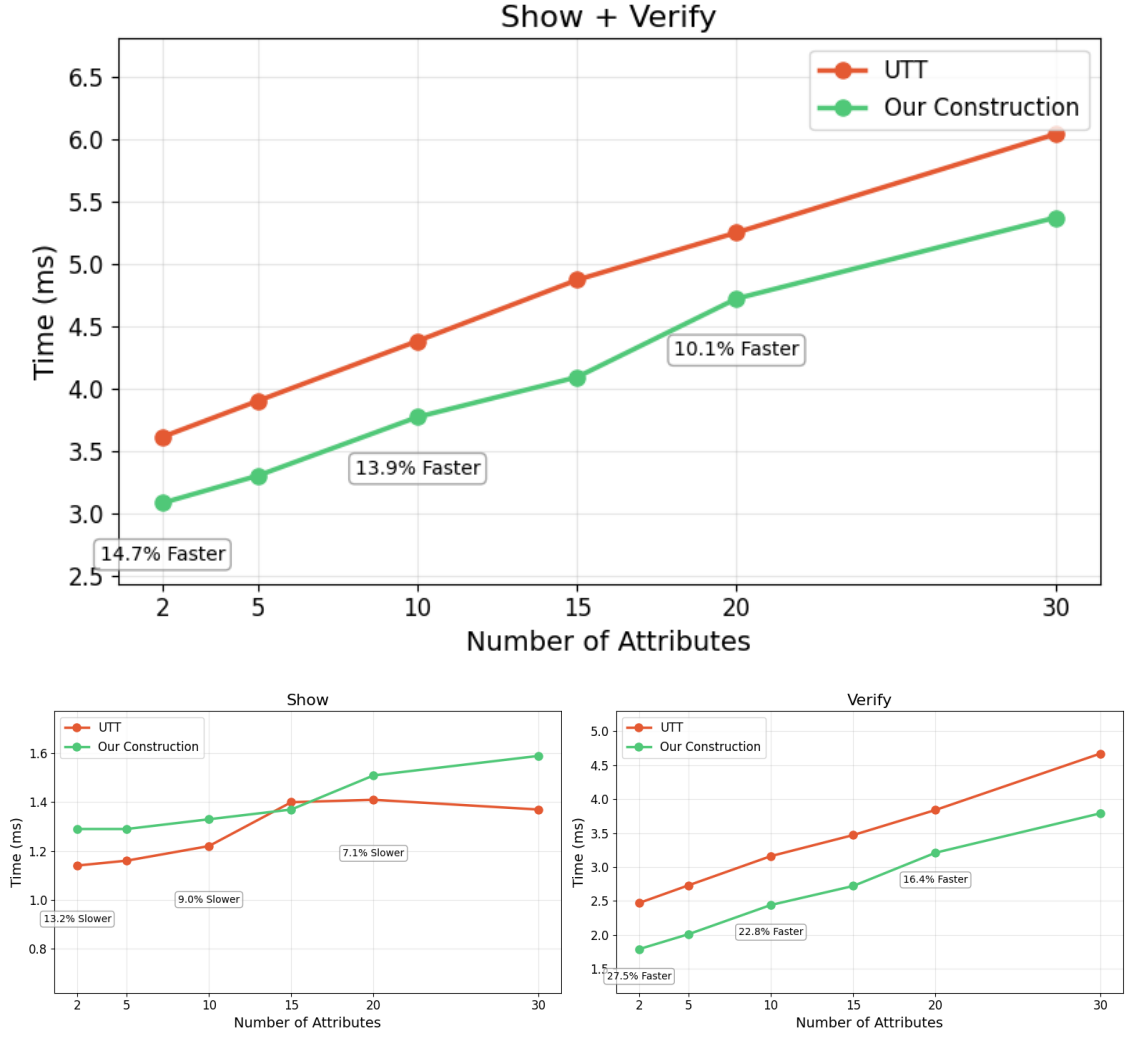 Show + Verify
UTT
Our Construction
6.5
6.0
5.5
5.0
4.5
4.0
3.5
3.0
2.5
Time (ms)
10.1% Faster
13.9% Faster
14.7% Faster
2 5 10 15 20 30
Number of Attributes
Show
UTT
Our Construction
1.6
1.4
1.2
1.0
0.8
Time (ms)
7.1% Slower
9.0% Slower
13.2% Slower
2 5 10 15 20 30
Number of Attributes
Verify
UTT
Our Construction
5.0
4.5
4.0
3.5
3.0
2.5
2.0
1.5
Time (ms)
16.4% Faster
22.8% Faster
27.5% Faster
2 5 10 15 20 30
Number of Attributes